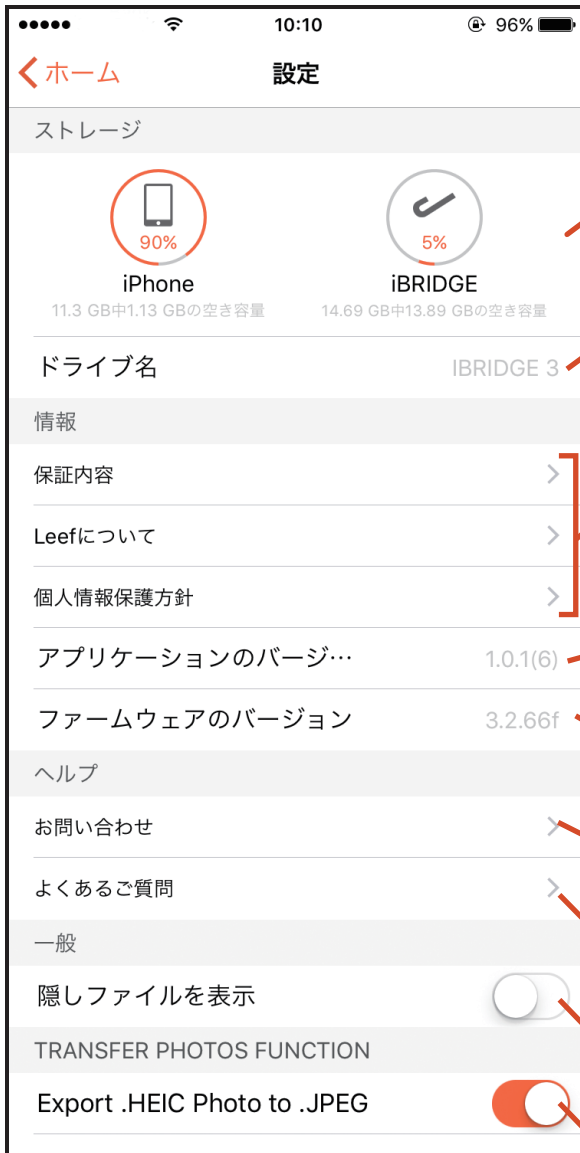 10:10
96%
ホーム
設定
ストレージ
90%
5%
iPhone
iBRIDGE
11.3 GB中1.13 GBの空き容量
14.69 GB中13.89 GBの空き容量
ドライブ名
IBRIDGE 3
情報
保証内容
Leefについて
個人情報保護方針
アプリケーションのバージ…
1.0.1(6)
ファームウェアのバージョン
3.2.66f
ヘルプ
お問い合わせ
よくあるご質問
一般
隠しファイルを表示
TRANSFER PHOTOS FUNCTION
Export .HEIC Photo to .JPEG